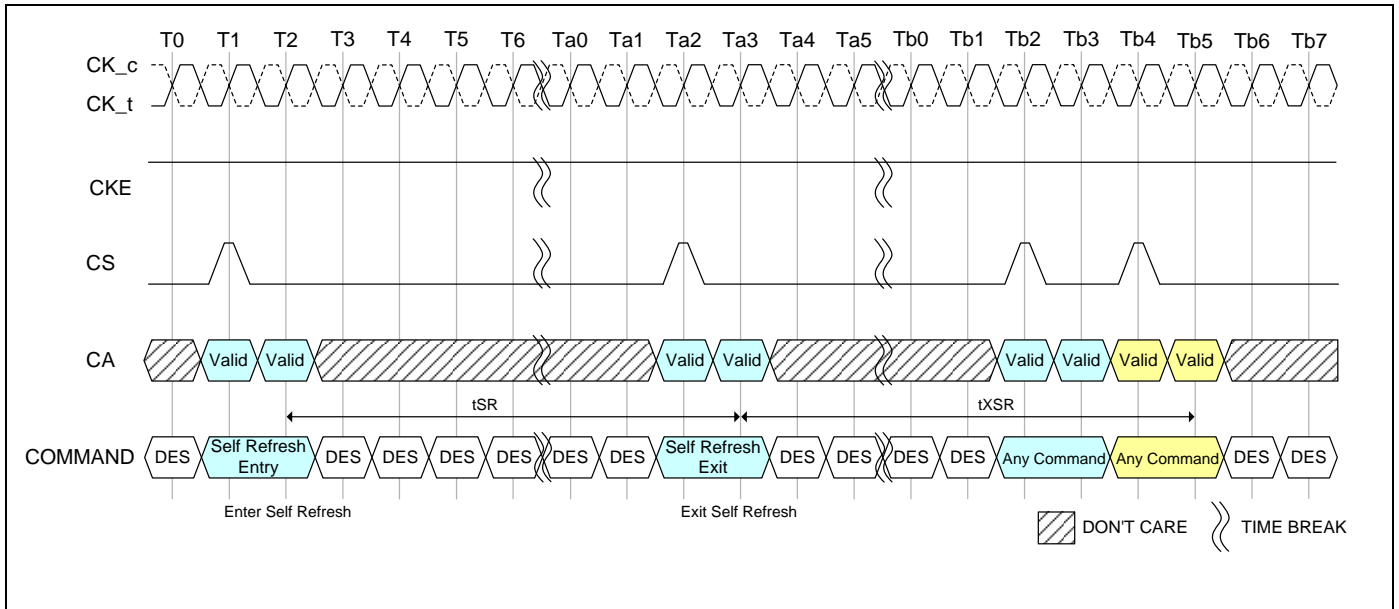 T0 T1 T2 T3 T4 T5 T6 Ta0 Ta1 Ta2 Ta3 Ta4 Ta5 Tb0 Tb1 Tb2 Tb3 Tb4 Tb5 Tb6 Tb7
CK_c
CK_t
CKE
CS
CA Valid Valid Valid Valid Valid Valid Valid Valid
tSR tXSR
COMMAND DES Self Refresh Entry DES DES DES DES DES DES Self Refresh Exit DES DES DES DES Any Command Any Command DES DES
Enter Self Refresh Exit Self Refresh
DON'T CARE TIME BREAK